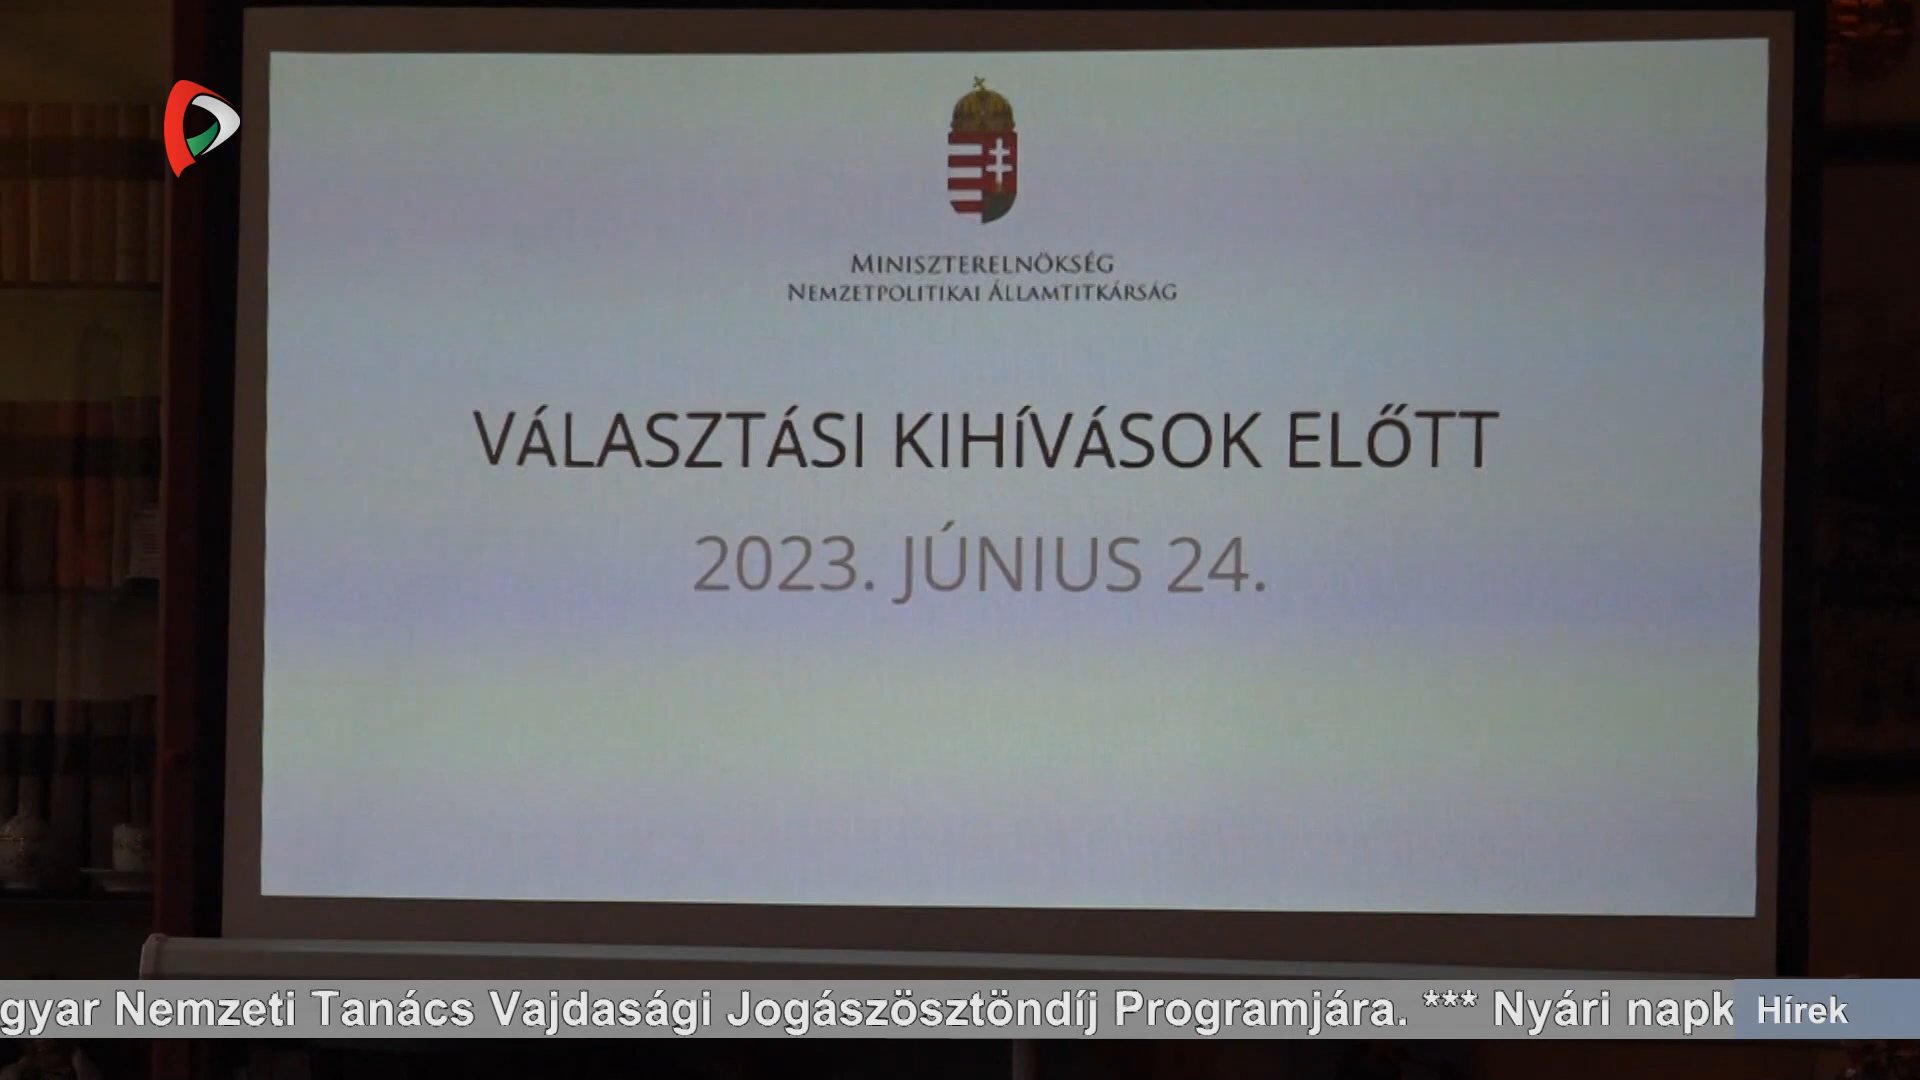 MINISZTERELNÖKSÉG
NEMZETPOLITIKAI ÁLLAMTITKÁRSÁG
VÁLASZTÁSI KIHÍVÁSOK ELŐTT
2023. JÚNIUS 24.
gyar Nemzeti Tanács Vajdasági Jogászösztöndíj Programjára. *** Nyári napk
Hírek